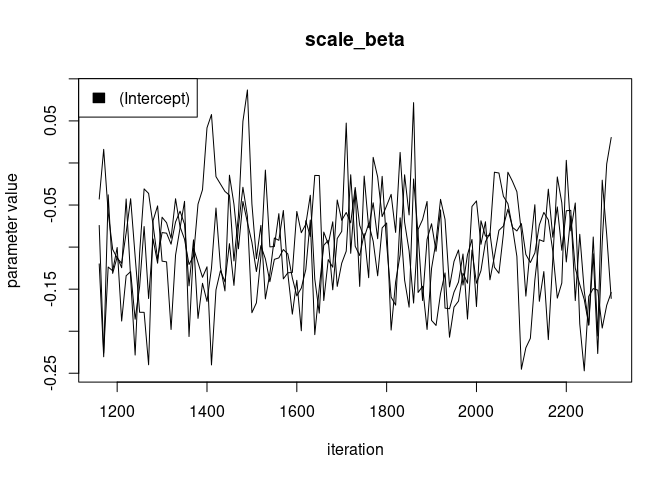 scale_beta
(Intercept)
parameter value
0.05
-0.05
-0.15
-0.25
1200 1400 1600 1800 2000 2200
iteration